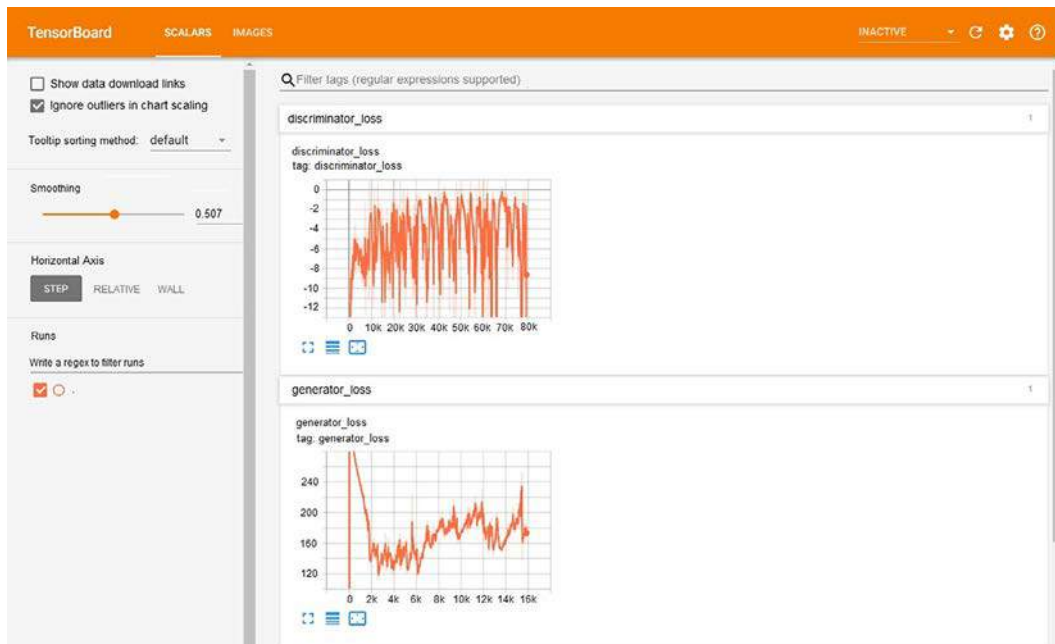 TensorBoard SCALARS IMAGES INACTIVE
Show data download links
Ignore outliers in chart scaling
Tooltip sorting method: default
Smoothing
0.507
Horizontal Axis
STEP RELATIVE WALL
Runs
Write a regex to filter runs
.
Filter tags (regular expressions supported)
discriminator_loss 1
discriminator_loss
tag: discriminator_loss
0
-2
-4
-6
-8
-10
-12
0 10k 20k 30k 40k 50k 60k 70k 80k
generator_loss 1
generator_loss
tag: generator_loss
240
200
160
120
0 2k 4k 6k 8k 10k 12k 14k 16k